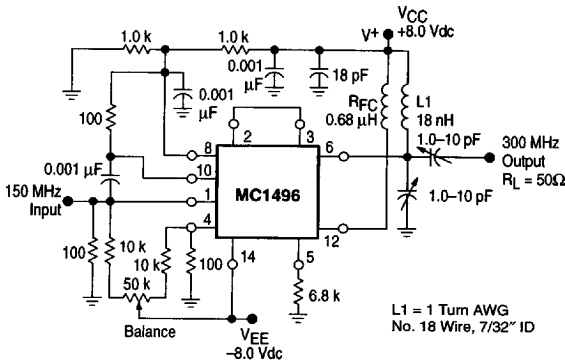 1.0 k
1.0 k
V+
VCC
+8.0 Vdc
0.001 µF
18 pF
0.001 µF
100
RFC
0.68 µH
L1
18 nH
2
3
8
6
1.0–10 pF
0.001 µF
10
MC1496
300 MHz
Output
RL = 50Ω
150 MHz
Input
1
1.0–10 pF
4
12
100
10 k
10 k
100
14
5
50 k
6.8 k
Balance
VEE
–8.0 Vdc
L1 = 1 Turn AWG
No. 18 Wire, 7/32″ ID